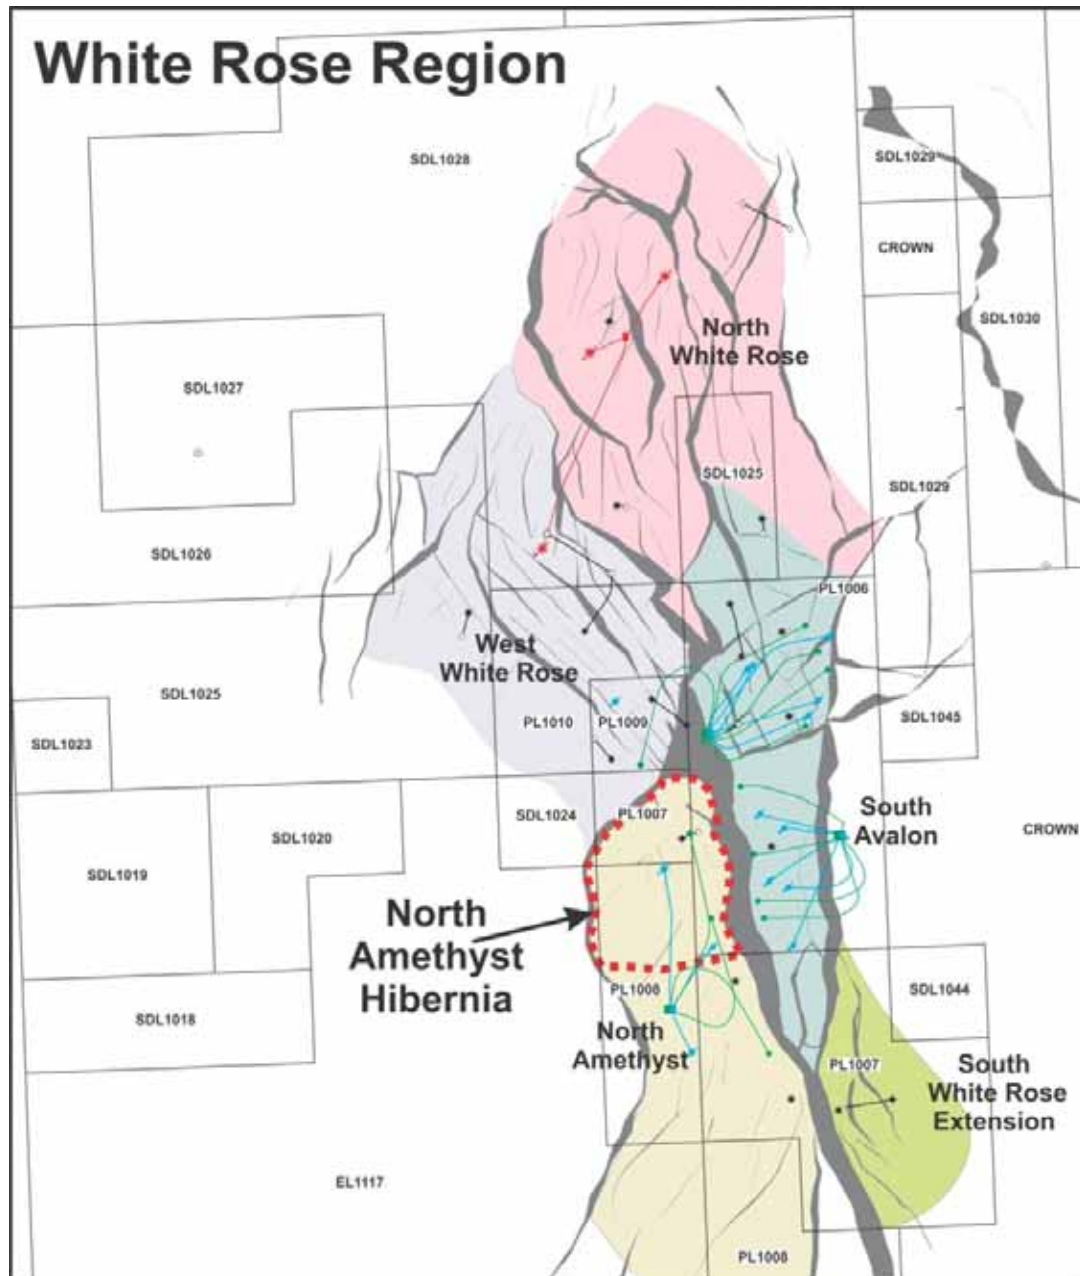 White Rose Region
SDL1028
SDL1029
CROWN
SDL1030
North
White Rose
SDL1027
SDL1025
SDL1029
SDL1026
PL1006
West
White Rose
SDL1025
PL1010
PL1009
SDL1045
SDL1023
SDL1024
PL1007
South
Avalon
CROWN
SDL1020
SDL1019
North
Amethyst
Hibernia
PL1008
SDL1044
SDL1018
North
Amethyst
PL1007
South
White Rose
Extension
EL1117
PL1008